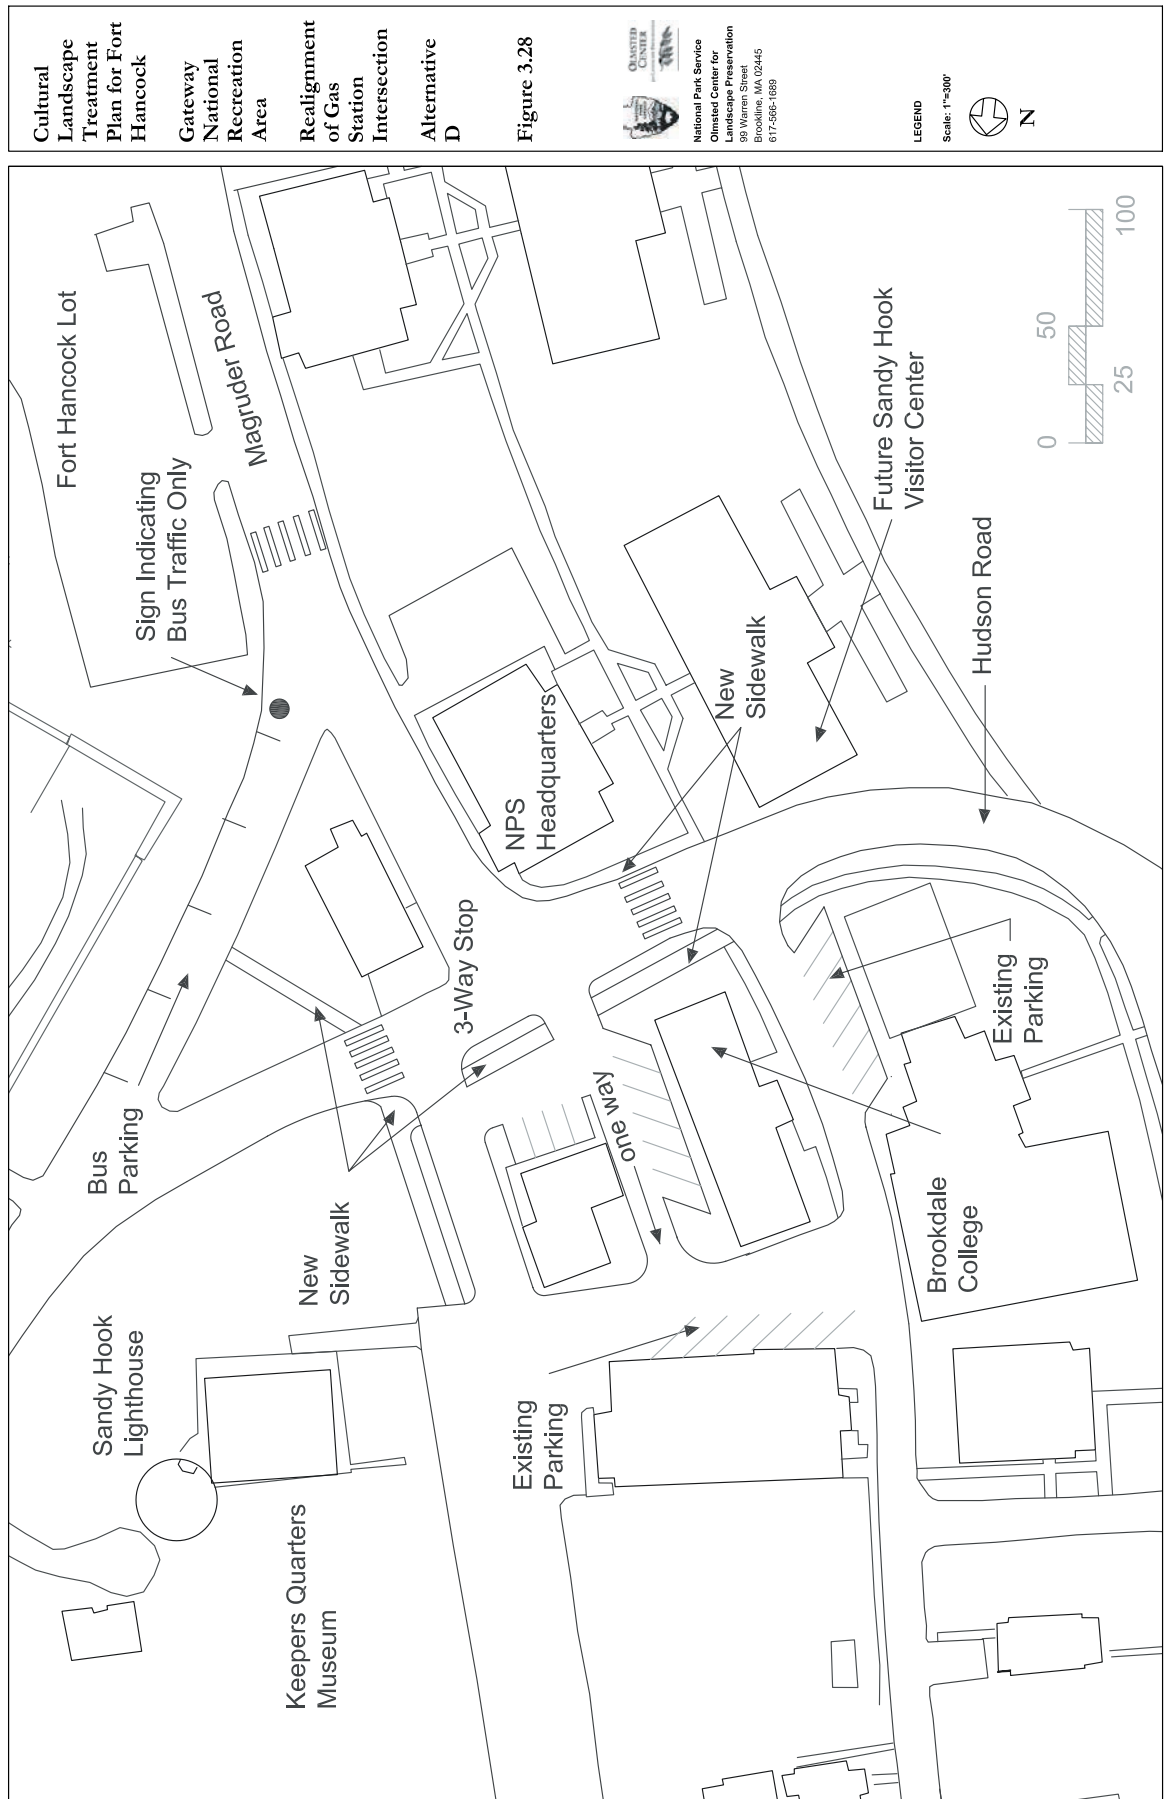 Cultural
Landscape
Treatment
Plan for Fort
Hancock
Gateway
National
Recreation
Area
Realignment
of Gas
Station
Intersection
Alternative
D
Figure 3.28
OLMSTED
CENTER
National Park Service
Olmsted Center for
Landscape Preservation
99 Warren Street
Brookline, MA 02445
617-566-1689
LEGEND
Scale: 1"=300'
N
Fort Hancock Lot
Magruder Road
Sign Indicating
Bus Traffic Only
Bus
Parking
New
Sidewalk
Sandy Hook
Lighthouse
Keepers Quarters
Museum
3-Way Stop
NPS
Headquarters
one way
Existing
Parking
New
Sidewalk
Future Sandy Hook
Visitor Center
Hudson Road
Existing
Parking
Brookdale
College
0
25
50
100